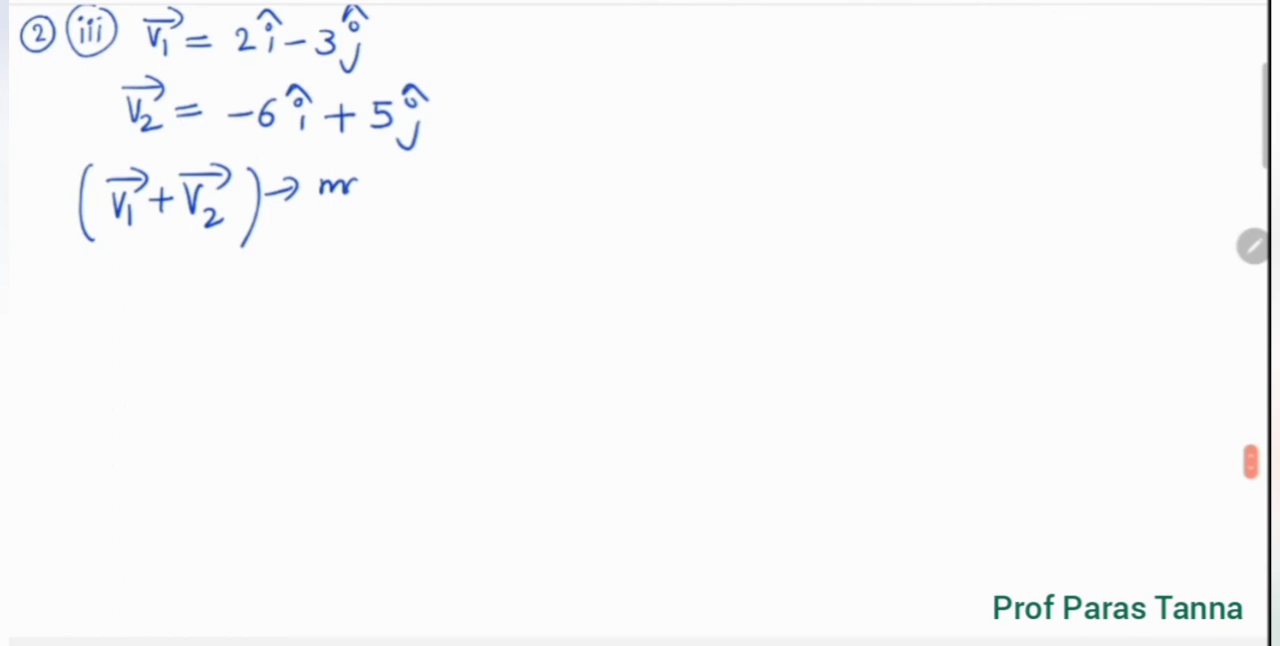 ② ⓘⓘⓘ v₁⃗ = 2î - 3ĵ
v₂⃗ = -6î + 5ĵ
(v₁⃗ + v₂⃗) → mr
Prof Paras Tanna